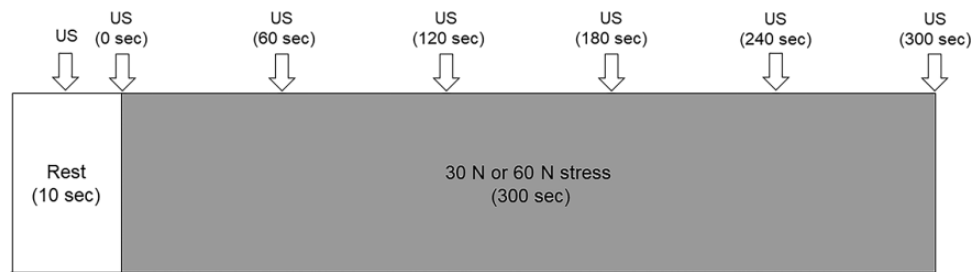 US
US
(0 sec)
US
(60 sec)
US
(120 sec)
US
(180 sec)
US
(240 sec)
US
(300 sec)
Rest
(10 sec)
30 N or 60 N stress
(300 sec)